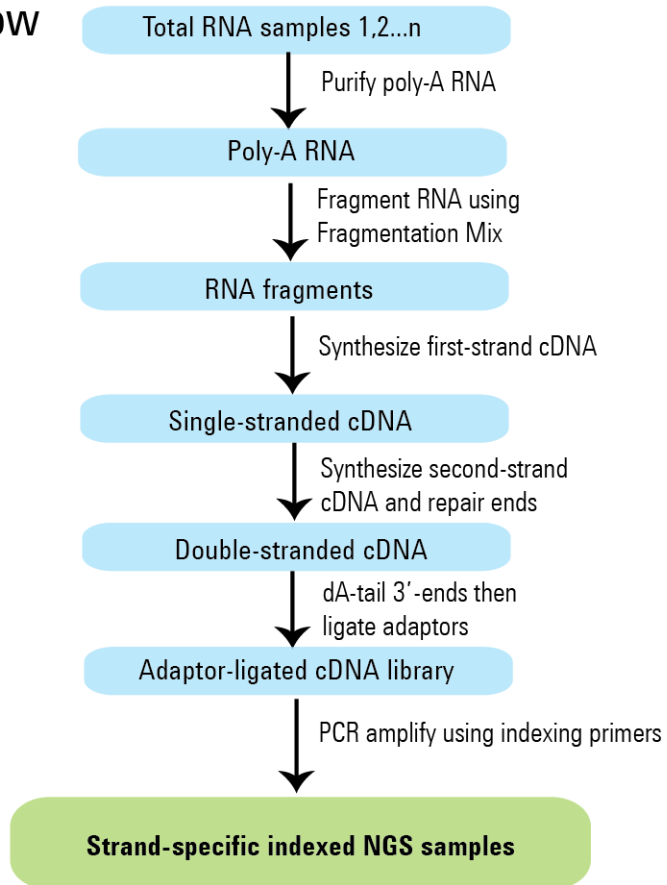 Total RNA samples 1,2...n
Purify poly-A RNA
Poly-A RNA
Fragment RNA using
Fragmentation Mix
RNA fragments
Synthesize first-strand cDNA
Single-stranded cDNA
Synthesize second-strand
cDNA and repair ends
Double-stranded cDNA
dA-tail 3′-ends then
ligate adaptors
Adaptor-ligated cDNA library
PCR amplify using indexing primers
Strand-specific indexed NGS samples